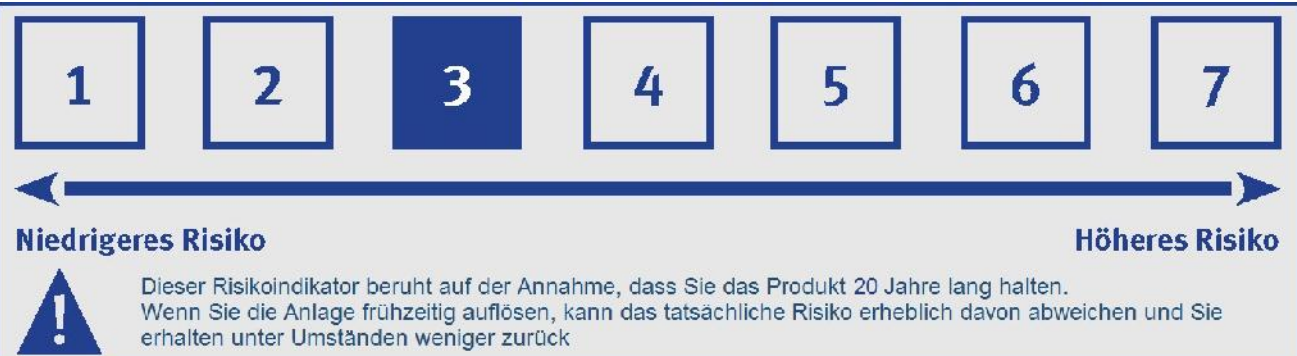 1 2 3 4 5 6 7
Niedrigeres Risiko Höheres Risiko
!
Dieser Risikoindikator beruht auf der Annahme, dass Sie das Produkt 20 Jahre lang halten.
Wenn Sie die Anlage frühzeitig auflösen, kann das tatsächliche Risiko erheblich davon abweichen und Sie
erhalten unter Umständen weniger zurück